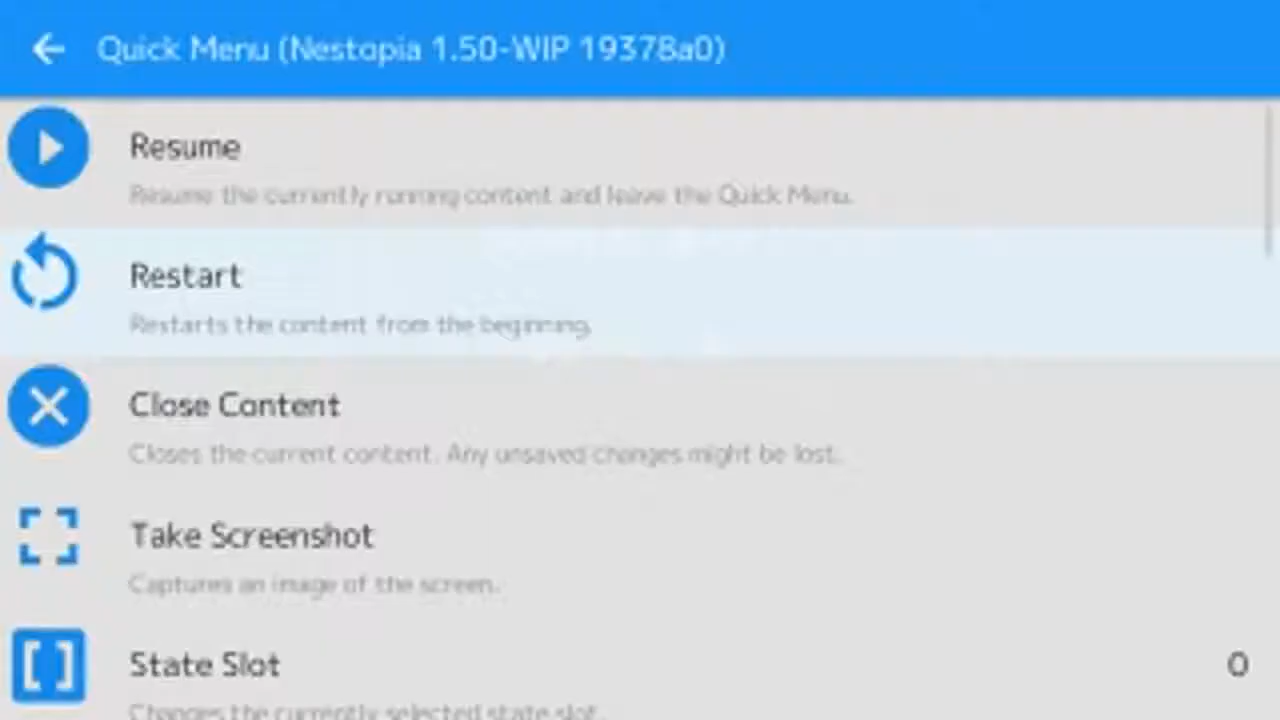 Quick Menu (Nestopia 1.50-WIP 19378a0)
Resume
Resume the currently running content and leave the Quick Menu.
Restart
Restarts the content from the beginning.
Close Content
Closes the current content. Any unsaved changes might be lost.
Take Screenshot
Captures an image of the screen.
State Slot 0
Changes the currently selected state slot.